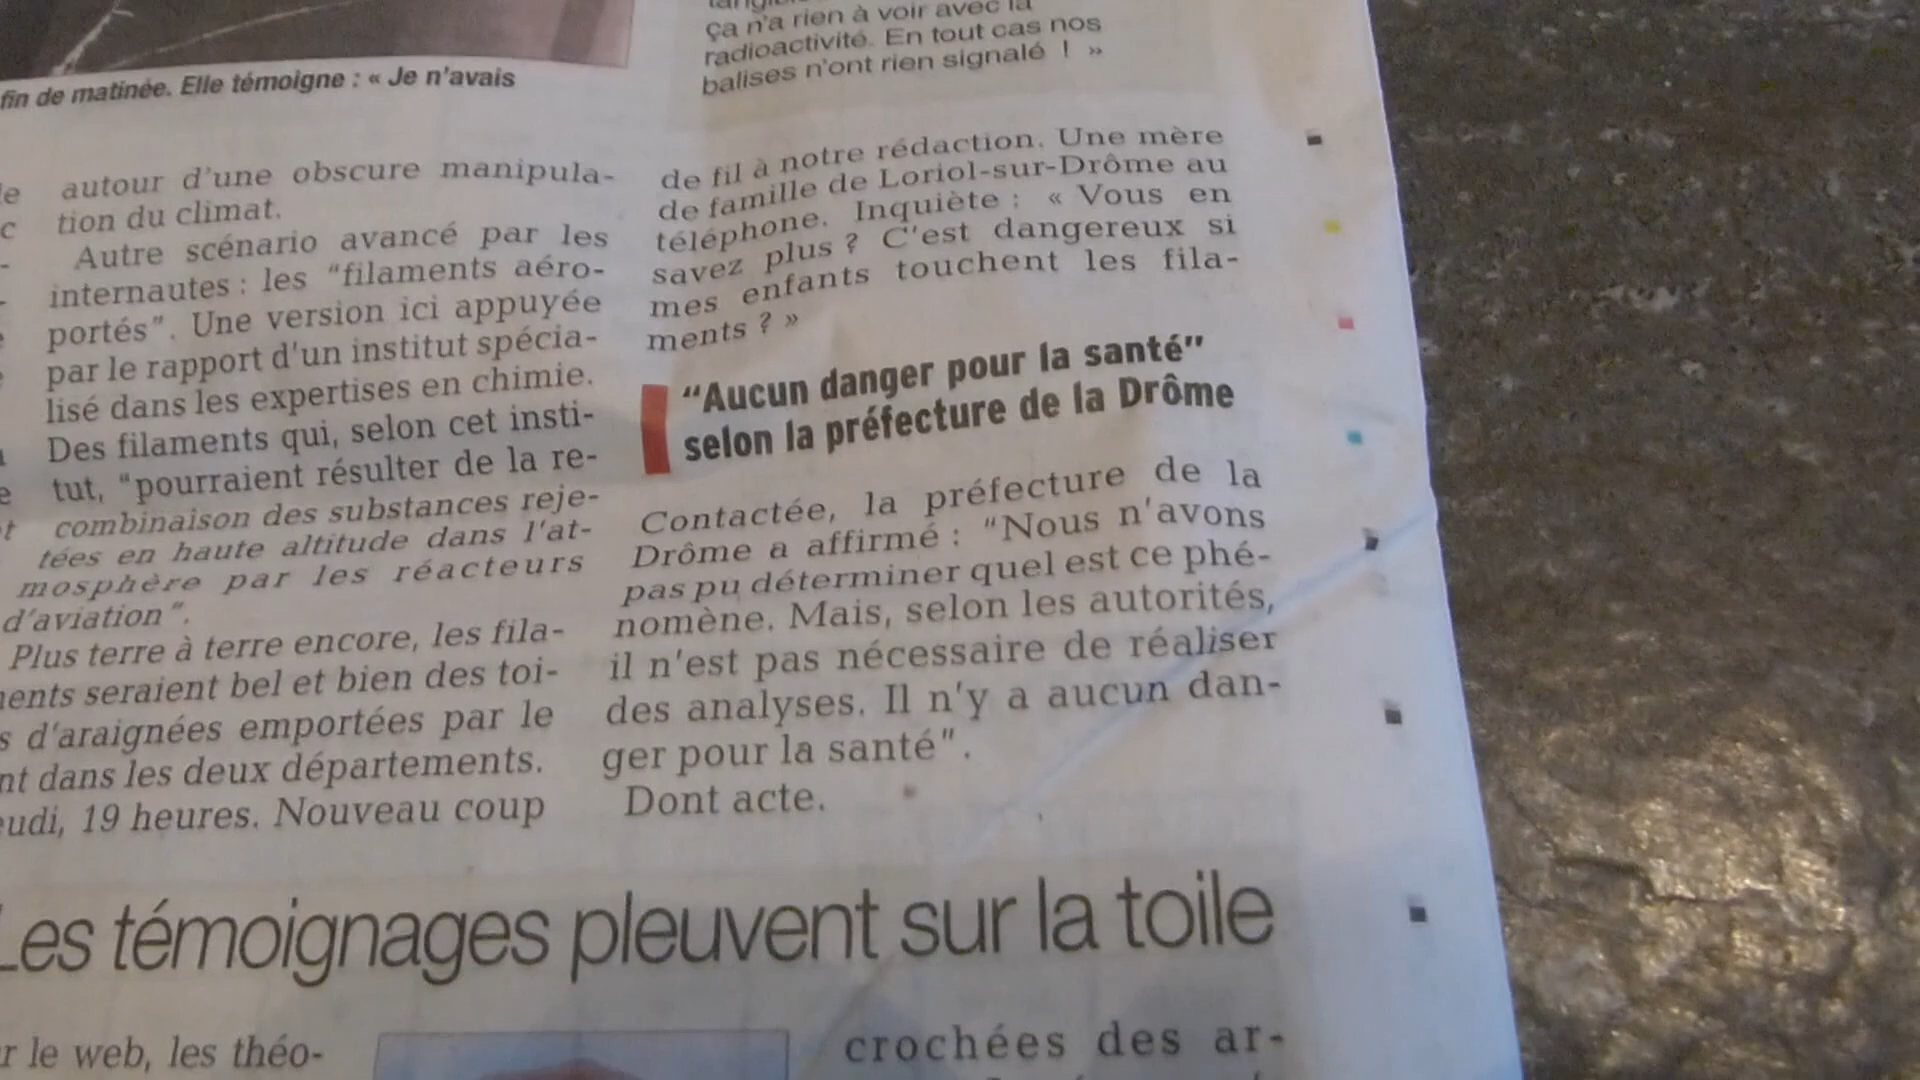 fin de matinée. Elle témoigne : « Je n'avais
ça n'a rien à voir avec la
radioactivité. En tout cas nos
balises n'ont rien signalé ! »
autour d'une obscure manipula-
tion du climat.
Autre scénario avancé par les
internautes : les "filaments aéro-
portés". Une version ici appuyée
par le rapport d'un institut spécia-
lisé dans les expertises en chimie.
Des filaments qui, selon cet insti-
tut, "pourraient résulter de la re-
combinaison des substances reje-
tées en haute altitude dans l'at-
mosphère par les réacteurs
d'aviation".
Plus terre à terre encore, les fila-
ments seraient bel et bien des toi-
s d'araignées emportées par le
nt dans les deux départements.
eudi, 19 heures. Nouveau coup
de fil à notre rédaction. Une mère
de famille de Loriol-sur-Drôme au
téléphone. Inquiète : « Vous en
savez plus ? C'est dangereux si
mes enfants touchent les fila-
ments ? »
"Aucun danger pour la santé"
selon la préfecture de la Drôme
Contactée, la préfecture de la
Drôme a affirmé : "Nous n'avons
pas pu déterminer quel est ce phé-
nomène. Mais, selon les autorités,
il n'est pas nécessaire de réaliser
des analyses. Il n'y a aucun dan-
ger pour la santé".
Dont acte.
Les témoignages pleuvent sur la toile
r le web, les théo-
crochées des ar-